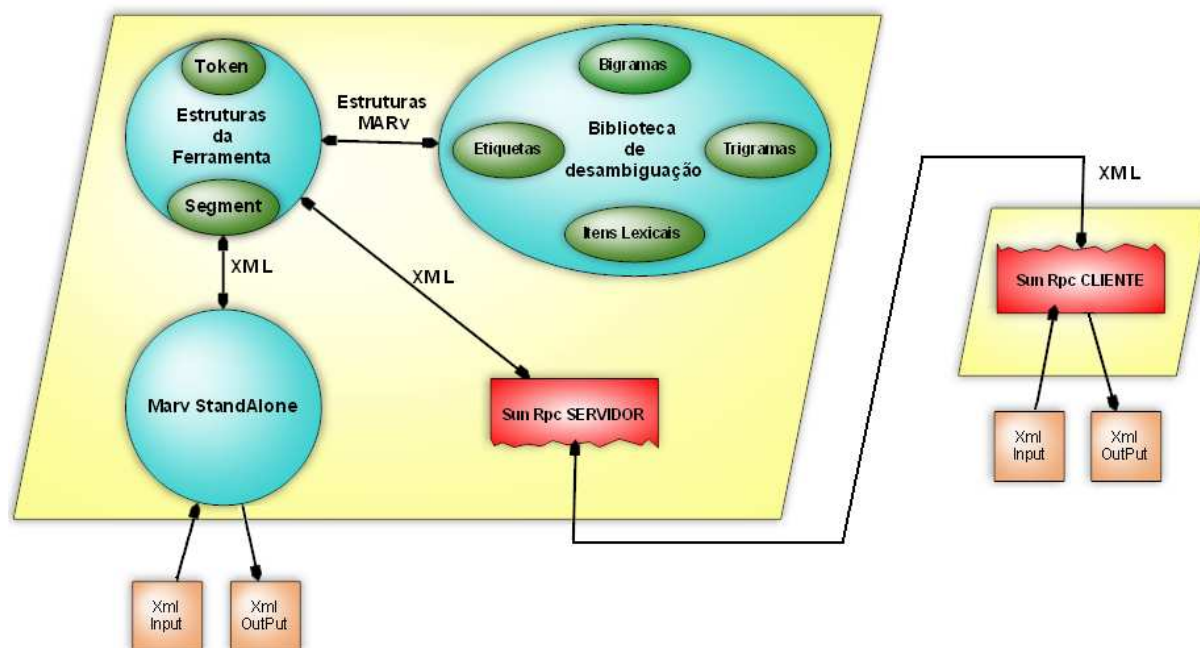 Token
Estruturas
da
Ferramenta
Segment
Estruturas
MARv
Bigramas
Etiquetas
Biblioteca
de
desambiguação
Trigramas
Itens Lexicais
XML
XML
Marv StandAlone
Sun Rpc SERVIDOR
Xml
Input
Xml
OutPut
XML
Sun Rpc CLIENTE
Xml
Input
Xml
OutPut